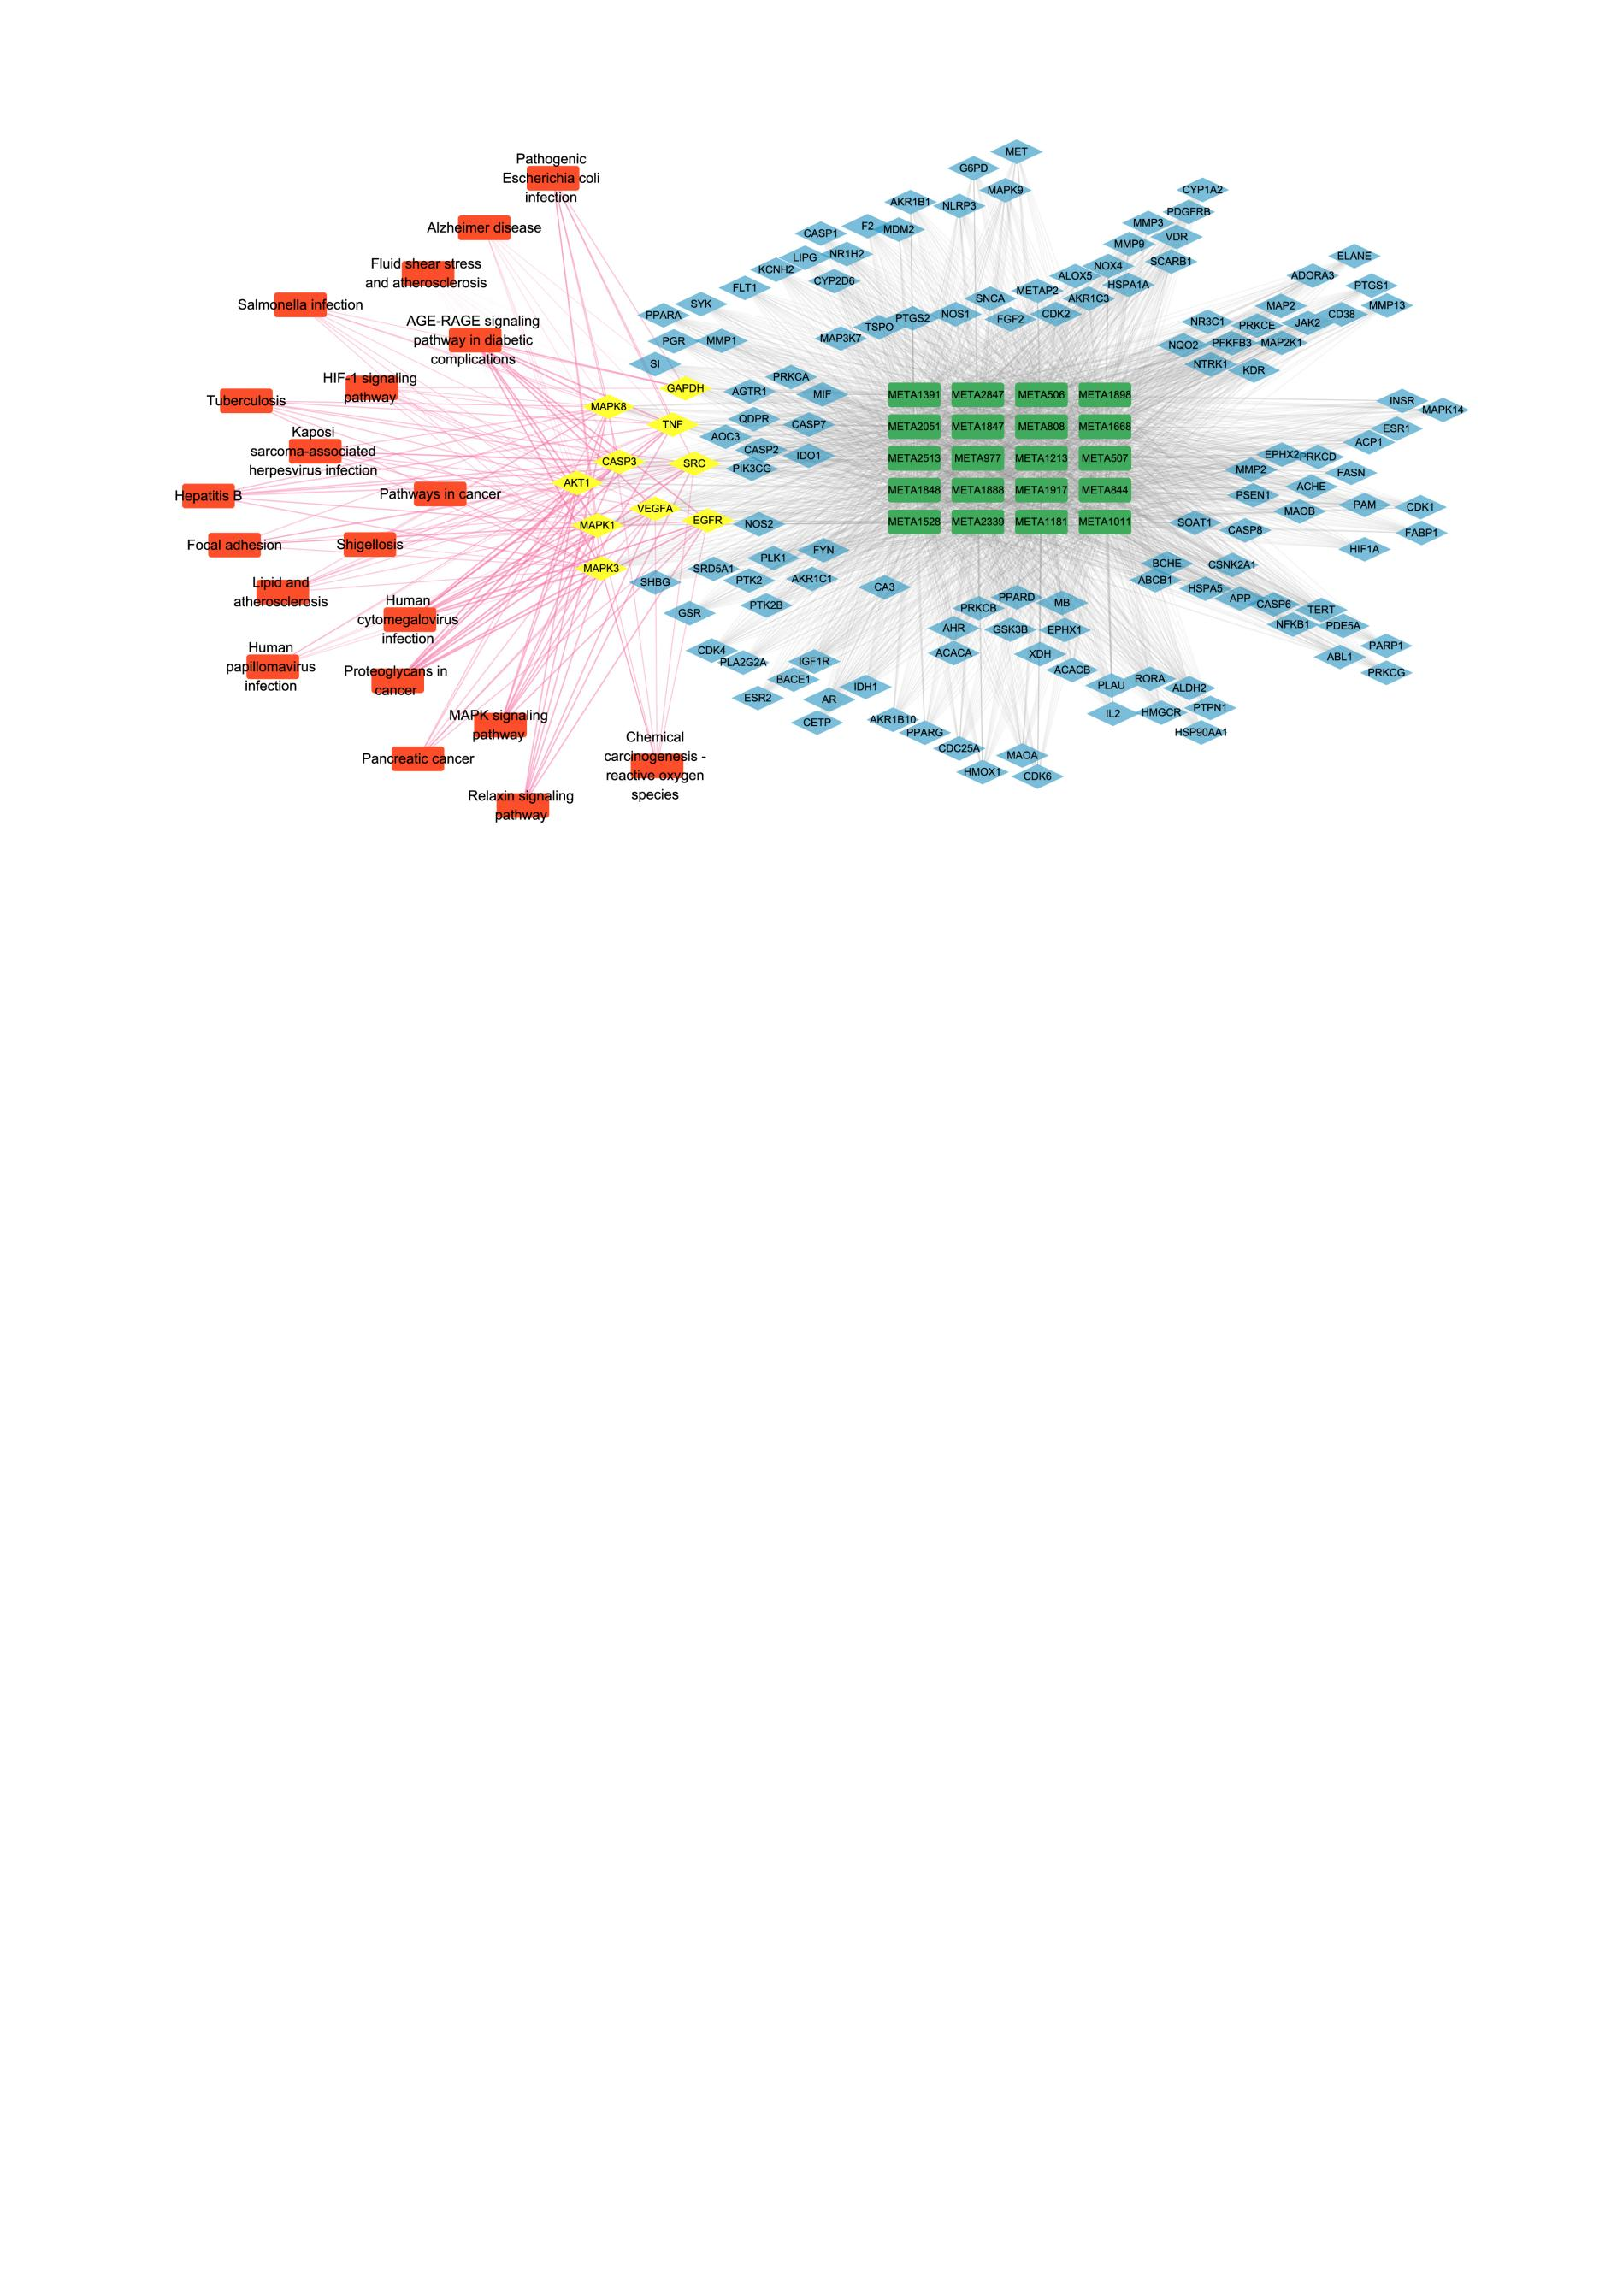 Pathogenic
Escherichia coli
infection
Alzheimer disease
Fluid shear stress
and atherosclerosis
Salmonella infection
AGE-RAGE signaling
pathway in diabetic
complications
HIF-1 signaling
pathway
Tuberculosis
Kaposi
sarcoma-associated
herpesvirus infection
Hepatitis B
Pathways in cancer
Focal adhesion
Shigellosis
Lipid and
atherosclerosis
Human
cytomegalovirus
infection
Human
papillomavirus
infection
Proteoglycans in
cancer
MAPK signaling
pathway
Pancreatic cancer
Relaxin signaling
pathway
Chemical
carcinogenesis -
reactive oxygen
species
GAPDH
MAPK8
TNF
CASP3
SRC
AKT1
VEGFA
EGFR
MAPK1
MAPK3
MET
G6PD
MAPK9
AKR1B1
NLRP3
F2
MDM2
CASP1
LIPG
NR1H2
KCNH2
CYP2D6
FLT1
SYK
PPARA
PGR
MMP1
SI
MAP3K7
TSPO
PTGS2
NOS1
SNCA
FGF2
METAP2
CDK2
ALOX5
AKR1C3
NOX4
HSPA1A
MMP9
MMP3
VDR
SCARB1
PDGFRB
CYP1A2
ELANE
ADORA3
PTGS1
MMP13
MAP2
CD38
NR3C1
PRKCE
JAK2
NQO2
PFKFB3
MAP2K1
NTRK1
KDR
PRKCA
AGTR1
MIF
QDPR
CASP7
AOC3
CASP2
IDO1
PIK3CG
META1391 META2847 META506 META1898
META2051 META1847 META808 META1668
META2513 META977 META1213 META507
META1848 META1888 META1917 META844
META1528 META2339 META1181 META1011
INSR
MAPK14
ESR1
ACP1
EPHX2
PRKCD
MMP2
FASN
ACHE
PSEN1
MAOB
PAM
CDK1
SOAT1
CASP8
FABP1
HIF1A
NOS2
FYN
PLK1
SRD5A1
SHBG
PTK2
AKR1C1
CA3
GSR
PTK2B
BCHE
CSNK2A1
ABCB1
HSPA5
APP
CASP6
TERT
NFKB1
PDE5A
PARP1
ABL1
PRKCG
PPARD
MB
PRKCB
AHR
GSK3B
EPHX1
ACACA
XDH
ACACB
CDK4
PLA2G2A
IGF1R
BACE1
IDH1
ESR2
AR
CETP
AKR1B10
PPARG
CDC25A
HMOX1
MAOA
CDK6
PLAU
RORA
ALDH2
IL2
HMGCR
PTPN1
HSP90AA1